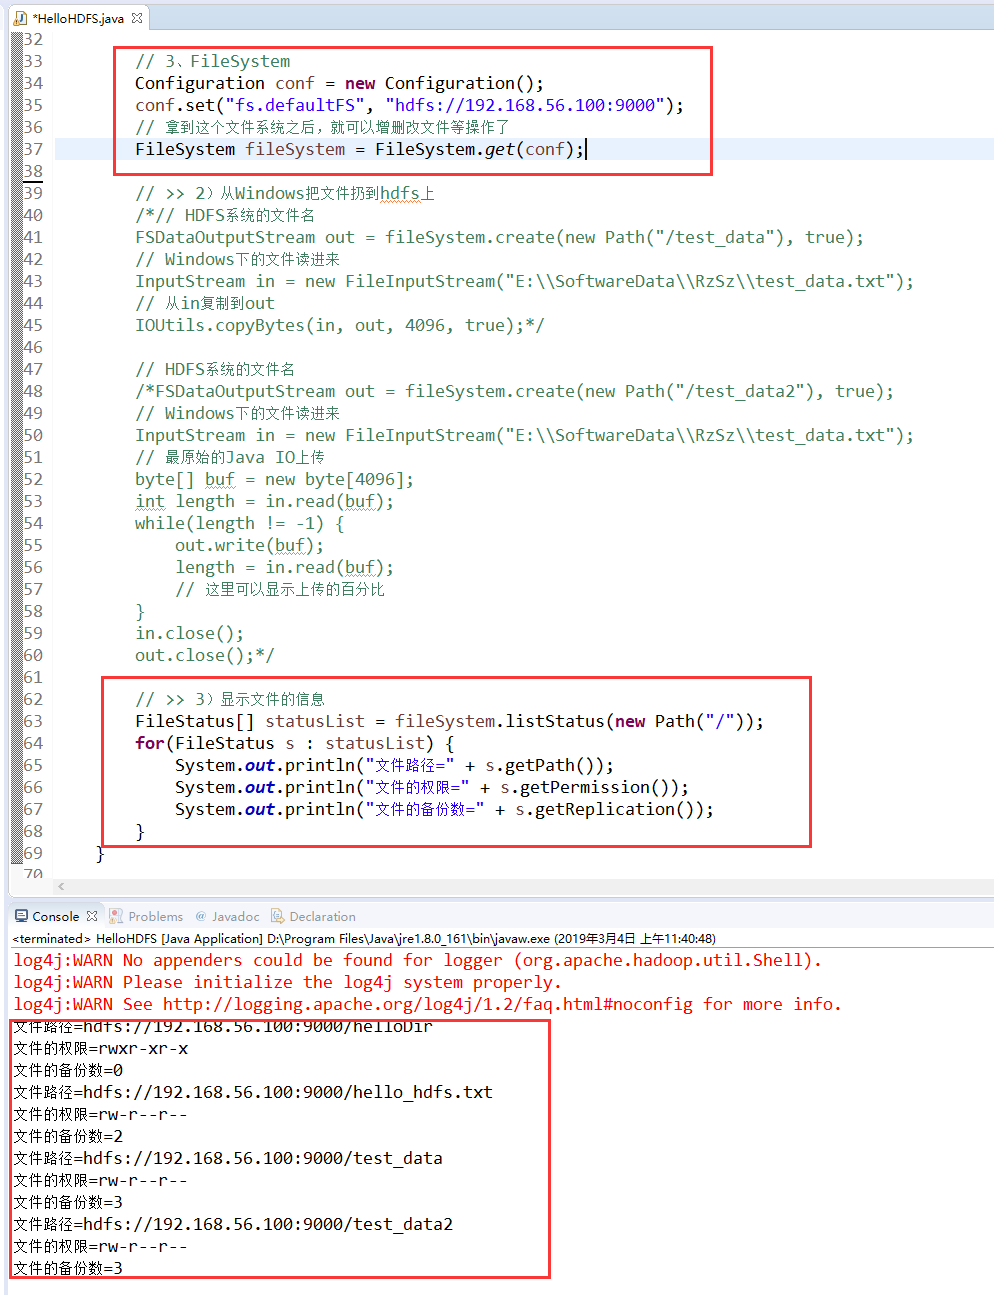 *HelloHDFS.java
32
33 // 3、FileSystem
34 Configuration conf = new Configuration();
35 conf.set("fs.defaultFS", "hdfs://192.168.56.100:9000");
36 // 拿到这个文件系统之后，就可以增删改文件等操作了
37 FileSystem fileSystem = FileSystem.get(conf);
38
39 // >> 2）从Windows把文件扔到hdfs上
40 /*// HDFS系统的文件名
41 FSDataOutputStream out = fileSystem.create(new Path("/test_data"), true);
42 // Windows下的文件读进来
43 InputStream in = new FileInputStream("E:\\SoftwareData\\RzSz\\test_data.txt");
44 // 从in复制到out
45 IOUtils.copyBytes(in, out, 4096, true);*/
46
47 // HDFS系统的文件名
48 /*FSDataOutputStream out = fileSystem.create(new Path("/test_data2"), true);
49 // Windows下的文件读进来
50 InputStream in = new FileInputStream("E:\\SoftwareData\\RzSz\\test_data.txt");
51 // 最原始的Java IO上传
52 byte[] buf = new byte[4096];
53 int length = in.read(buf);
54 while(length != -1) {
55 out.write(buf);
56 length = in.read(buf);
57 // 这里可以显示上传的百分比
58 }
59 in.close();
60 out.close();*/
61
62 // >> 3）显示文件的信息
63 FileStatus[] statusList = fileSystem.listStatus(new Path("/"));
64 for(FileStatus s : statusList) {
65 System.out.println("文件路径=" + s.getPath());
66 System.out.println("文件的权限=" + s.getPermission());
67 System.out.println("文件的备份数=" + s.getReplication());
68 }
69 }
70
Console Problems @ Javadoc Declaration
<terminated> HelloHDFS [Java Application] D:\Program Files\Java\jre1.8.0_161\bin\javaw.exe (2019年3月4日 上午11:40:48)
log4j:WARN No appenders could be found for logger (org.apache.hadoop.util.Shell).
log4j:WARN Please initialize the log4j system properly.
log4j:WARN See http://logging.apache.org/log4j/1.2/faq.html#noconfig for more info.
文件路径=hdfs://192.168.56.100:9000/helloDir
文件的权限=rwxr-xr-x
文件的备份数=0
文件路径=hdfs://192.168.56.100:9000/hello_hdfs.txt
文件的权限=rw-r--r--
文件的备份数=2
文件路径=hdfs://192.168.56.100:9000/test_data
文件的权限=rw-r--r--
文件的备份数=3
文件路径=hdfs://192.168.56.100:9000/test_data2
文件的权限=rw-r--r--
文件的备份数=3